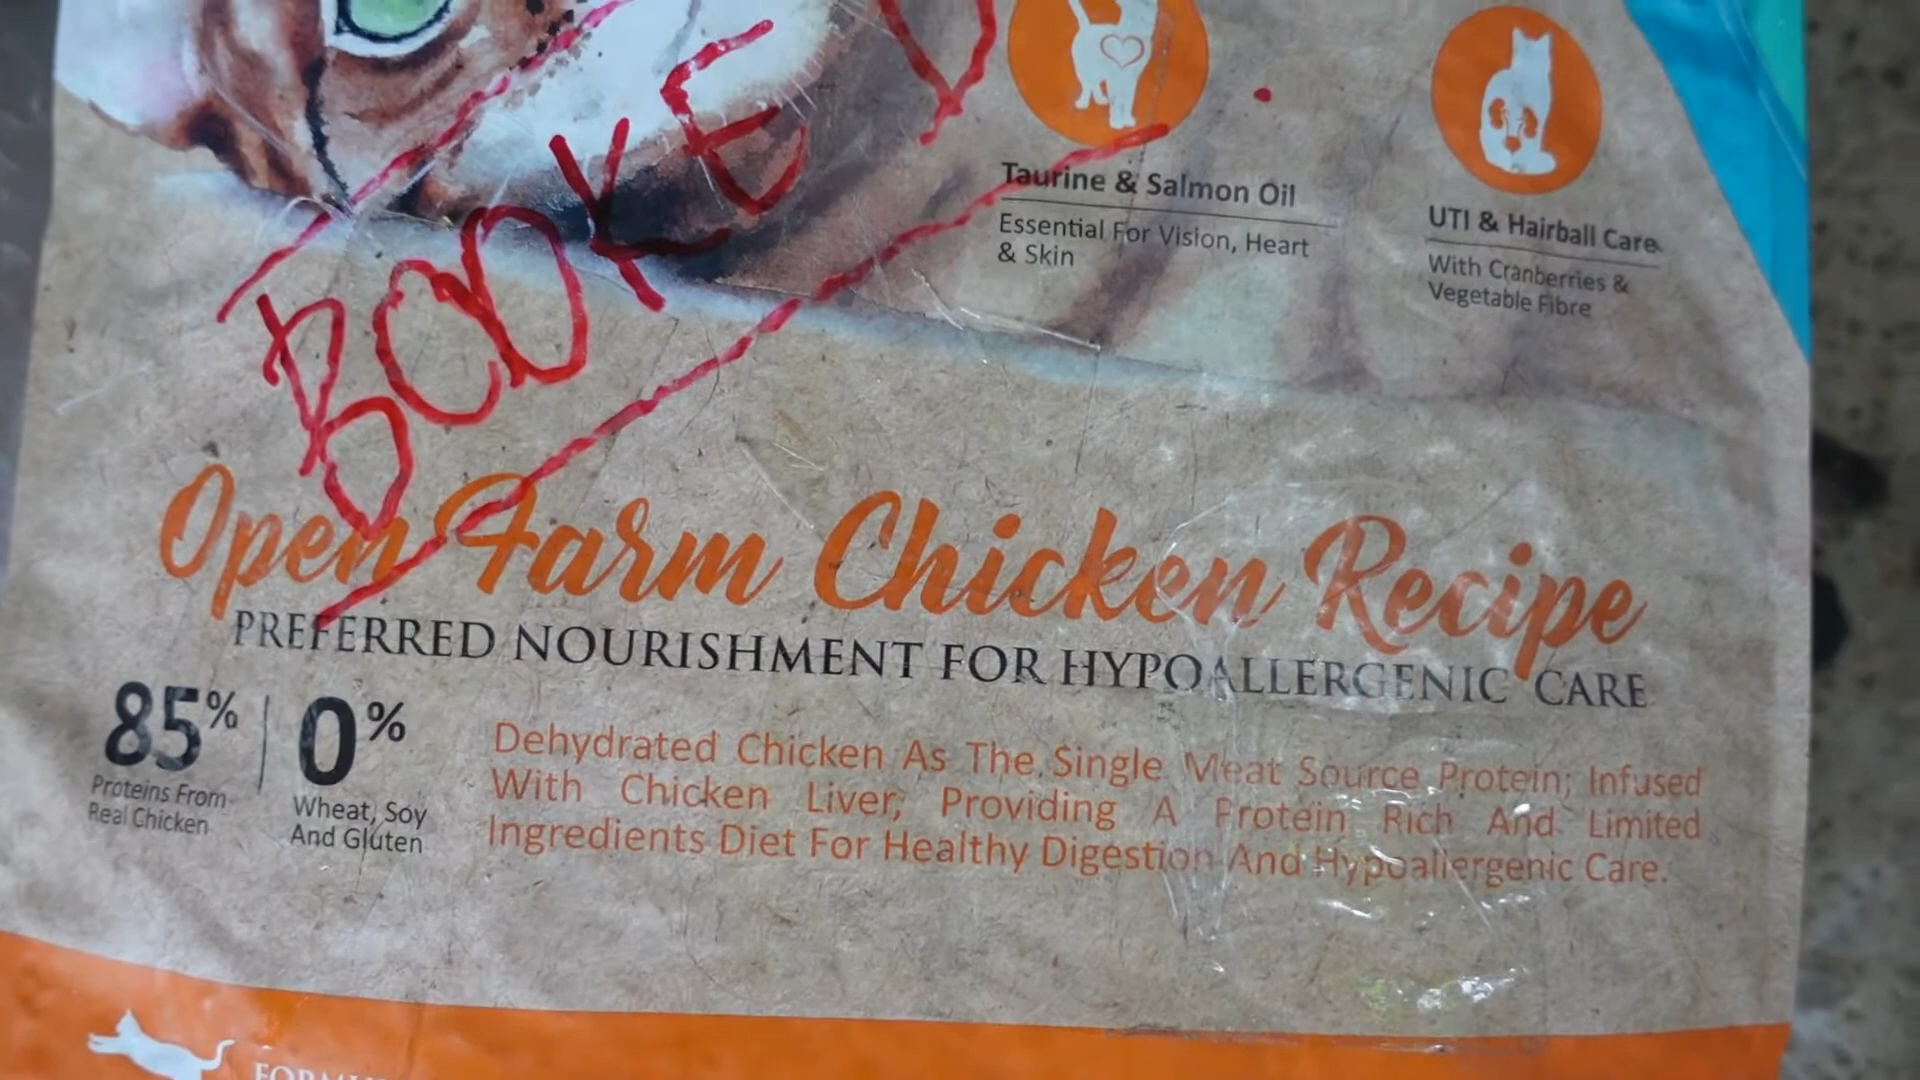 BOOKED
Taurine & Salmon Oil
Essential For Vision, Heart
& Skin
UTI & Hairball Care
With Cranberries &
Vegetable Fibre
Open Farm Chicken Recipe
PREFERRED NOURISHMENT FOR HYPOALLERGENIC CARE
85%
Proteins From
Real Chicken
0%
Wheat, Soy
And Gluten
Dehydrated Chicken As The Single Meat Source Protein; Infused
With Chicken Liver, Providing A Protein Rich And Limited
Ingredients Diet For Healthy Digestion And Hypoallergenic Care.